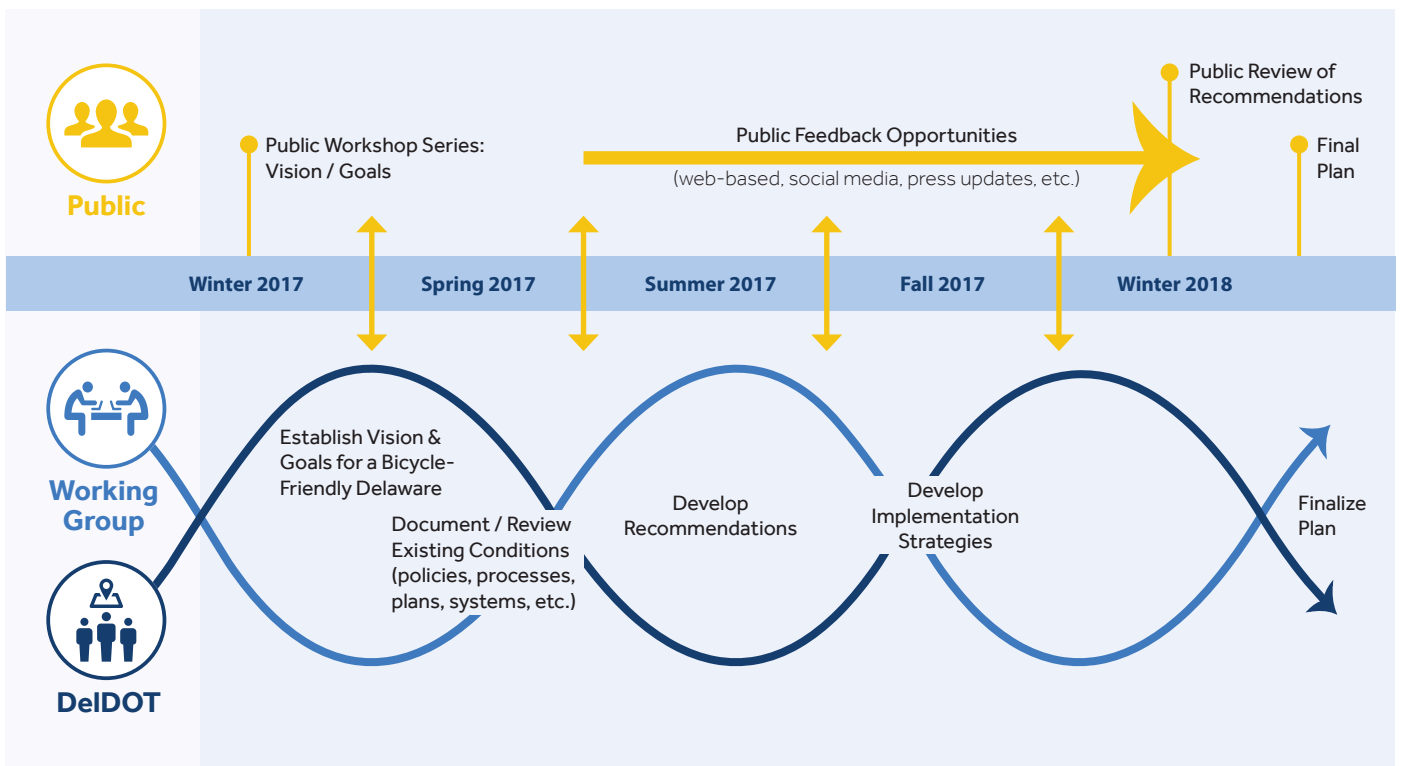 Public
Public Workshop Series:
Vision / Goals
Public Feedback Opportunities
(web-based, social media, press updates, etc.)
Public Review of
Recommendations
Final
Plan
Winter 2017
Spring 2017
Summer 2017
Fall 2017
Winter 2018
Working
Group
DelDOT
Establish Vision &
Goals for a Bicycle-
Friendly Delaware
Document / Review
Existing Conditions
(policies, processes,
plans, systems, etc.)
Develop
Recommendations
Develop
Implementation
Strategies
Finalize
Plan